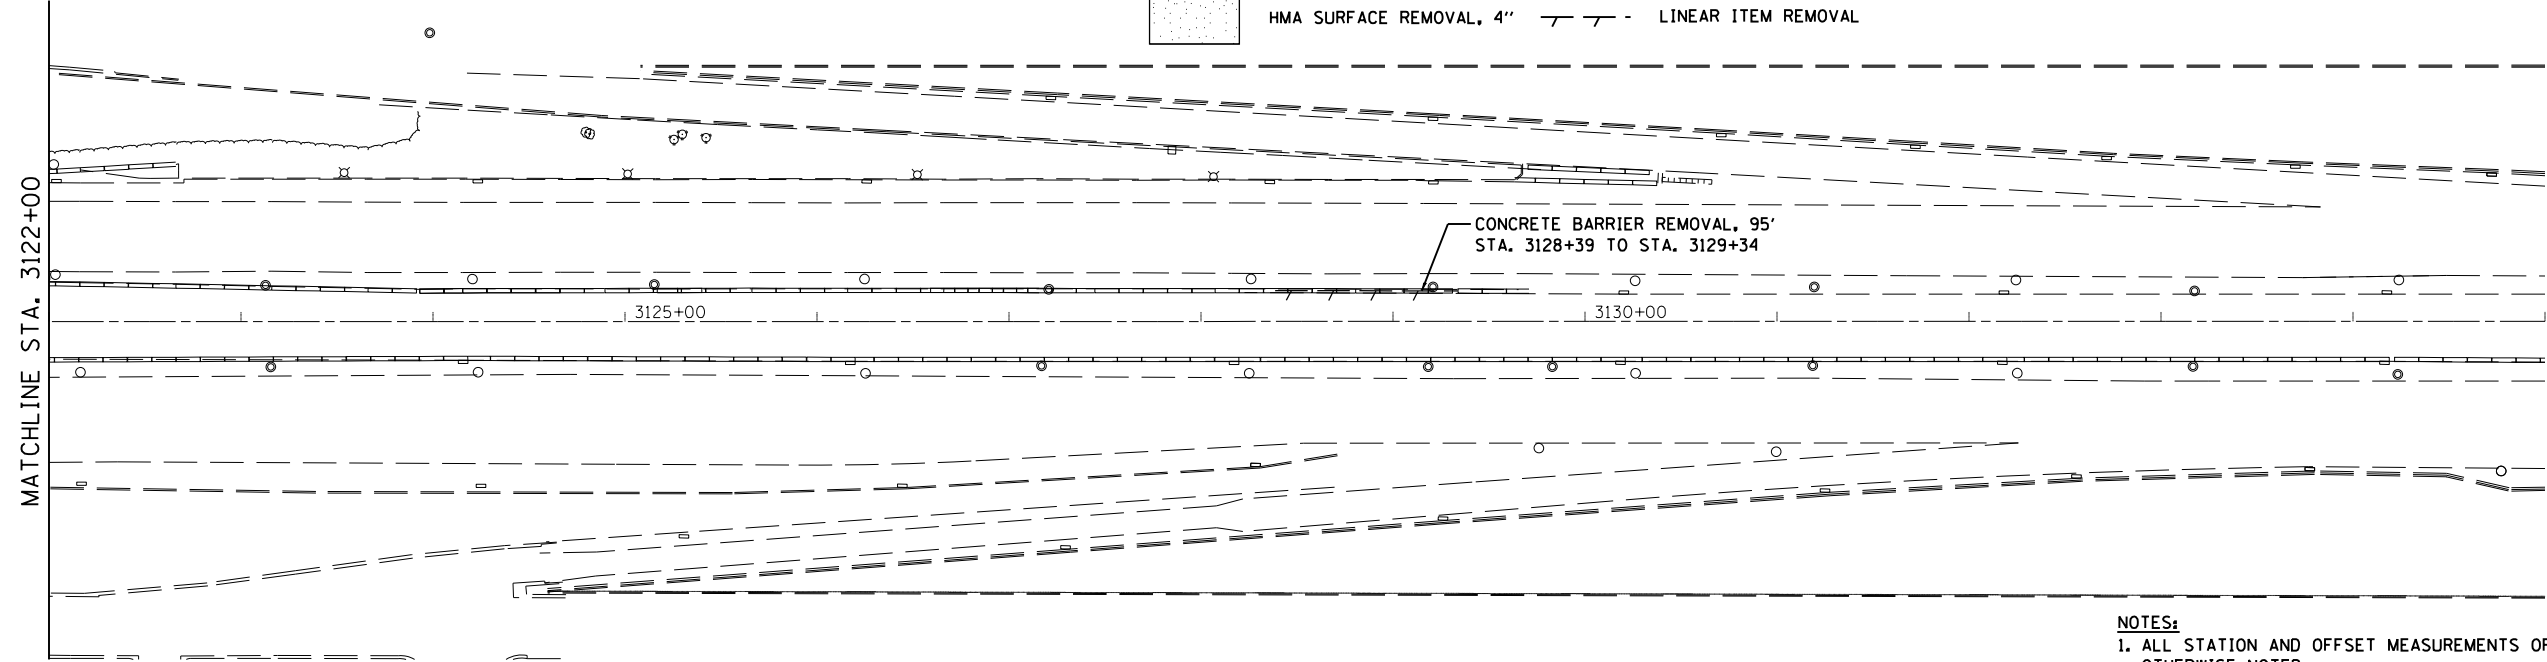 HMA SURFACE REMOVAL, 4"
LINEAR ITEM REMOVAL
MATCHLINE STA. 3122+00
CONCRETE BARRIER REMOVAL, 95'
STA. 3128+39 TO STA. 3129+34
3125+00
3130+00
NOTES:
1. ALL STATION AND OFFSET MEASUREMENTS